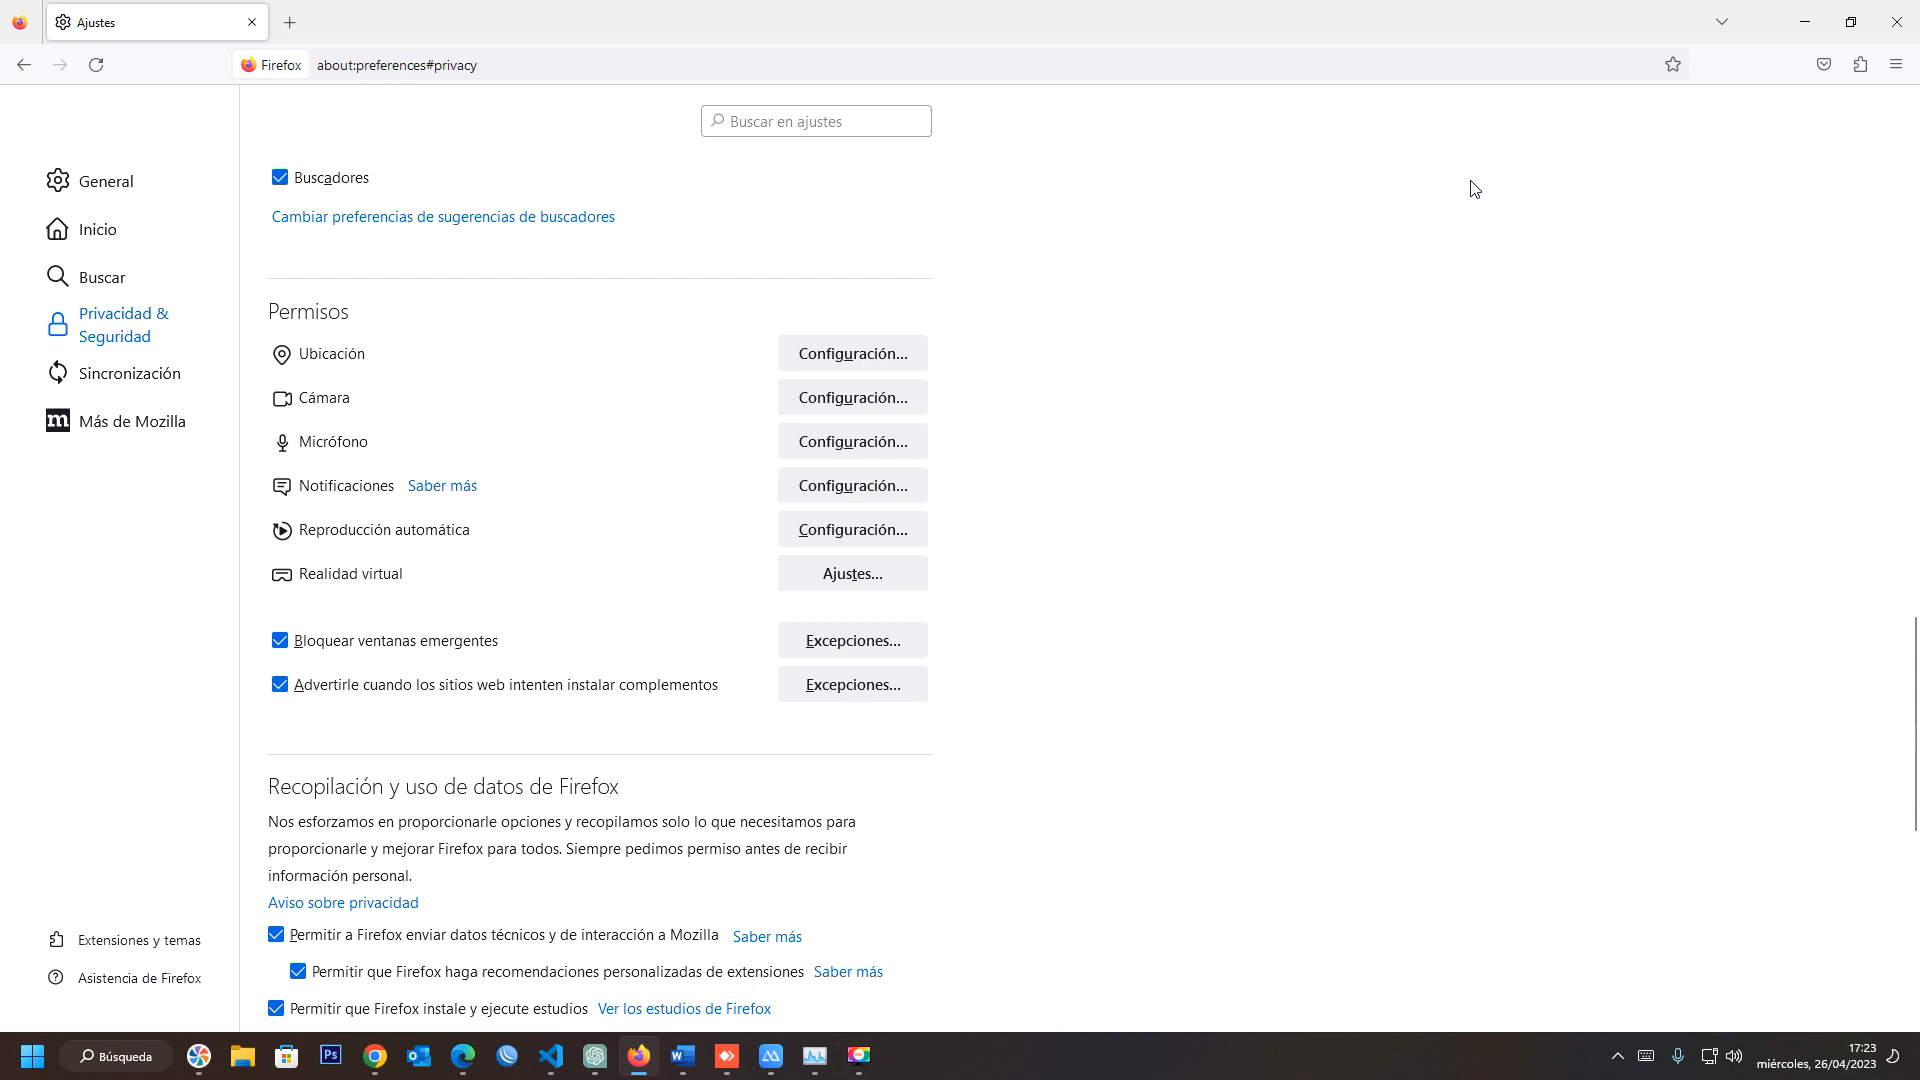 Ajustes
Firefox
about:preferences#privacy
Buscar en ajustes
General
Inicio
Buscar
Privacidad &
Seguridad
Sincronización
m Más de Mozilla
Extensiones y temas
Asistencia de Firefox
Buscadores
Cambiar preferencias de sugerencias de buscadores
Permisos
Ubicación Configuración...
Cámara Configuración...
Micrófono Configuración...
Notificaciones Saber más Configuración...
Reproducción automática Configuración...
Realidad virtual Ajustes...
Bloquear ventanas emergentes Excepciones...
Advertirle cuando los sitios web intenten instalar complementos Excepciones...
Recopilación y uso de datos de Firefox
Nos esforzamos en proporcionarle opciones y recopilamos solo lo que necesitamos para
proporcionarle y mejorar Firefox para todos. Siempre pedimos permiso antes de recibir
información personal.
Aviso sobre privacidad
Permitir a Firefox enviar datos técnicos y de interacción a Mozilla Saber más
Permitir que Firefox haga recomendaciones personalizadas de extensiones Saber más
Permitir que Firefox instale y ejecute estudios Ver los estudios de Firefox
Búsqueda
Ps
17:23
miércoles, 26/04/2023